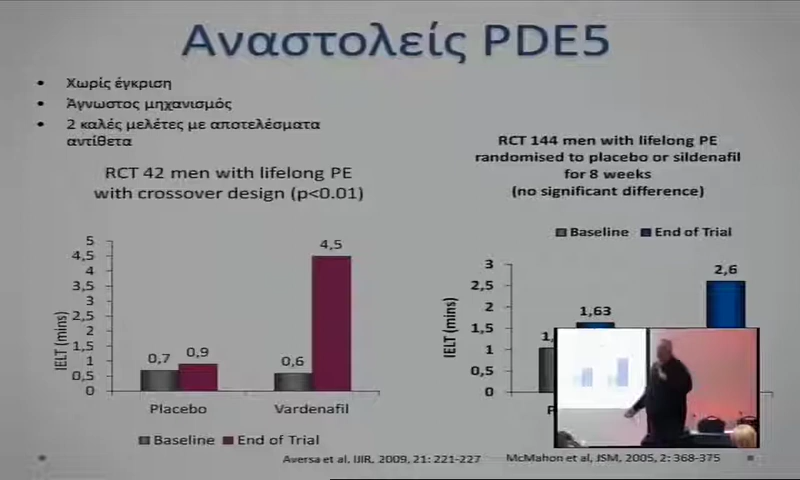 Αναστολείς PDE5
• Χωρίς έγκριση
• Άγνωστος μηχανισμός
• 2 καλές μελέτες με αποτελέσματα
αντίθετα
RCT 42 men with lifelong PE
with crossover design (p<0.01)
5
4,5
4
3,5
3
2,5
2
1,5
1
0,5
0
IELT (mins)
0,7
0,9
0,6
4,5
Placebo
Vardenafil
Baseline
End of Trial
Aversa et al, IJIR, 2009, 21: 221-227
RCT 144 men with lifelong PE
randomised to placebo or sildenafil
for 8 weeks
(no significant difference)
Baseline
End of Trial
3
2,5
2
1,5
1
0,5
0
IELT (mins)
1,63
2,6
McMahon et al, JSM, 2005, 2: 368-375